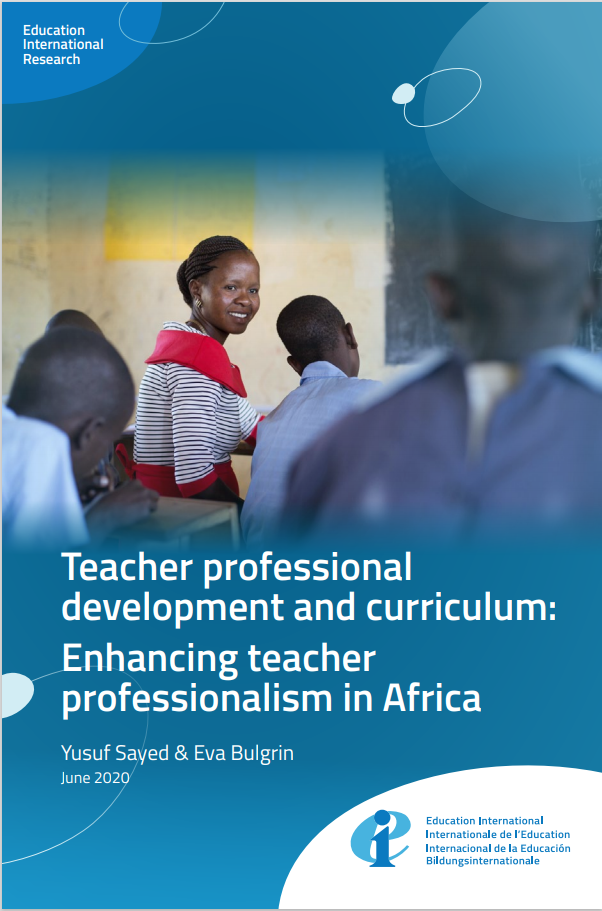 Education
International
Research
Teacher professional
development and curriculum:
Enhancing teacher
professionalism in Africa
Yusuf Sayed & Eva Bulgrin
June 2020
Education International
Internationale de l'Education
Internacional de la Educación
Bildungsinternationale